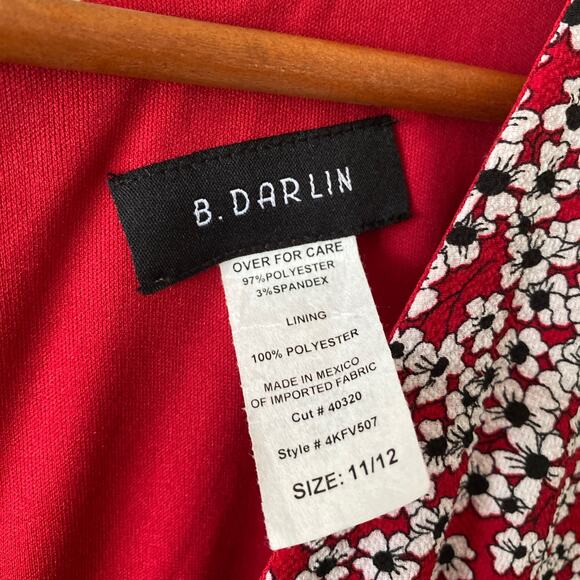 B. DARLIN
OVER FOR CARE
97%POLYESTER
3%SPANDEX
LINING
100% POLYESTER
MADE IN MEXICO
OF IMPORTED FABRIC
Cut # 40320
Style # 4KFV507
SIZE: 11/12